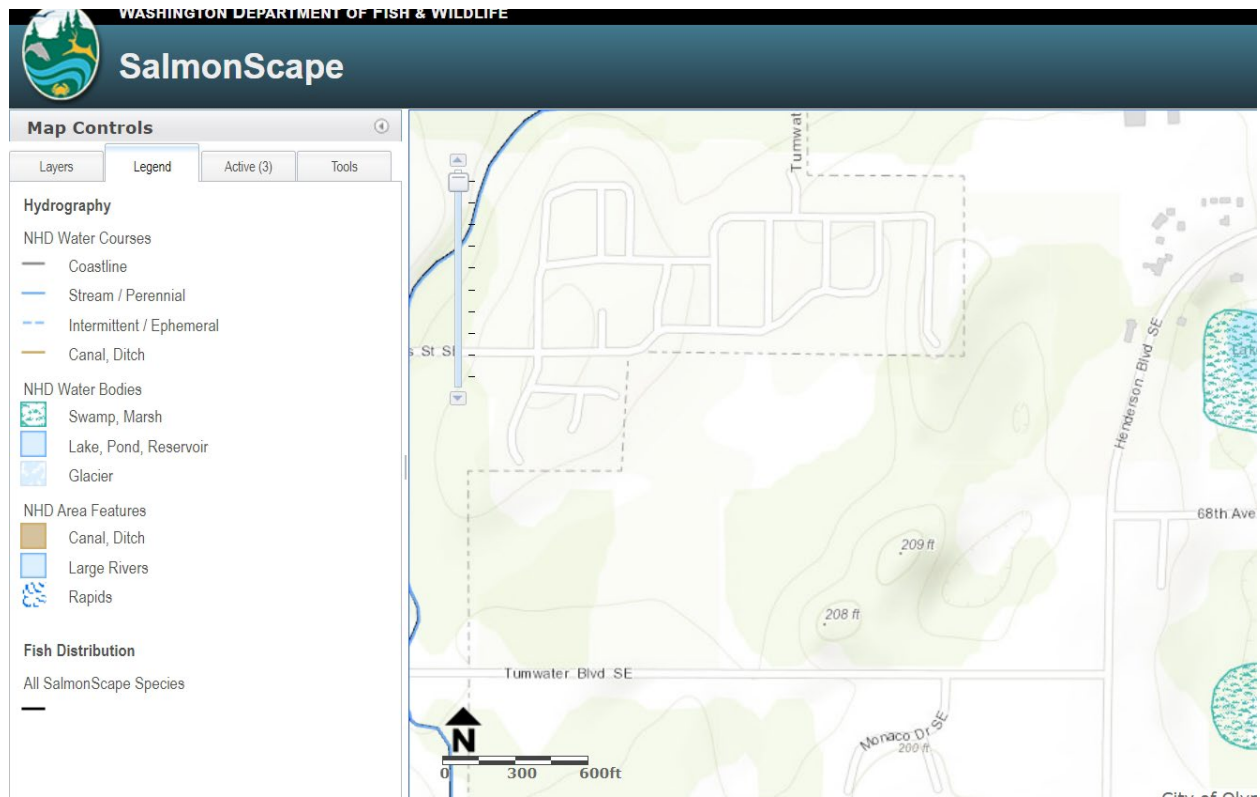 WASHINGTON DEPARTMENT OF FISH & WILDLIFE
SalmonScape
Map Controls
Layers
Legend
Active (3)
Tools
Hydrography
NHD Water Courses
Coastline
Stream / Perennial
Intermittent / Ephemeral
Canal, Ditch
NHD Water Bodies
Swamp, Marsh
Lake, Pond, Reservoir
Glacier
NHD Area Features
Canal, Ditch
Large Rivers
Rapids
Fish Distribution
All SalmonScape Species
Tumwat
s St SE
Henderson Blvd SE
68th Ave
209 ft
208 ft
Tumwater Blvd SE
Monaco Dr SE
200 ft
N
0 300 600ft